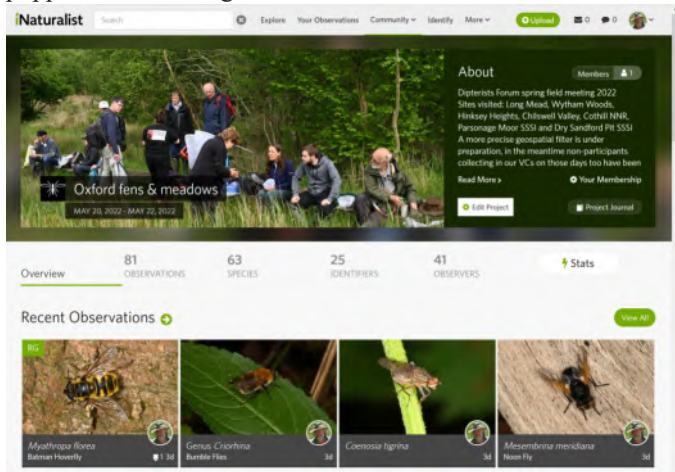 iNaturalist
Search
Explore
Your Observations
Community
Identify
More
Upload
0
0
About
Members
1
Dipterists Forum spring field meeting 2022
Sites visited: Long Mead, Wytham Woods,
Hinksey Heights, Chilswell Valley, Cothill NNR,
Parsonage Moor SSSI and Dry Sandford Pit SSSI
A more precise geospatial filter is under
preparation, in the meantime non-participants
collecting in our VCs on those days too have been
Read More >
Your Membership
Edit Project
Project Journal
Oxford fens & meadows
MAY 20, 2022 - MAY 22, 2022
Overview
81
OBSERVATIONS
63
SPECIES
25
IDENTIFIERS
41
OBSERVERS
Stats
Recent Observations
View All
RG
Myathropa florea
Batman Hoverfly
1 3d
Genus Criorhina
Bumble Flies
3d
Coenosia tigrina
3d
Mesembrina meridiana
Noon Fly
3d